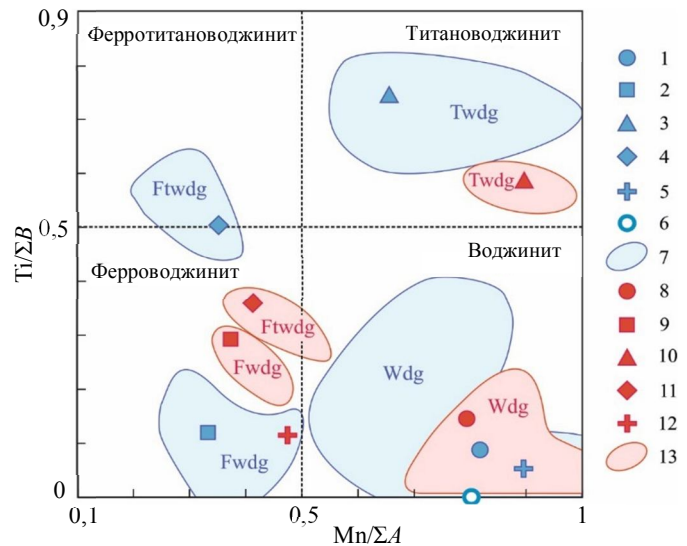 0,9
Ферротитановоджинит
Титановоджинит
1
2
Twdg
3
Ftwdg
Twdg
4
5
0,5
6
Ti/ΣB
Воджинит
Ферроводжинит
7
8
Ftwdg
9
Fwdg
Wdg
10
Wdg
11
Fwdg
12
13
0
0,1
0,5
1
Mn/ΣA